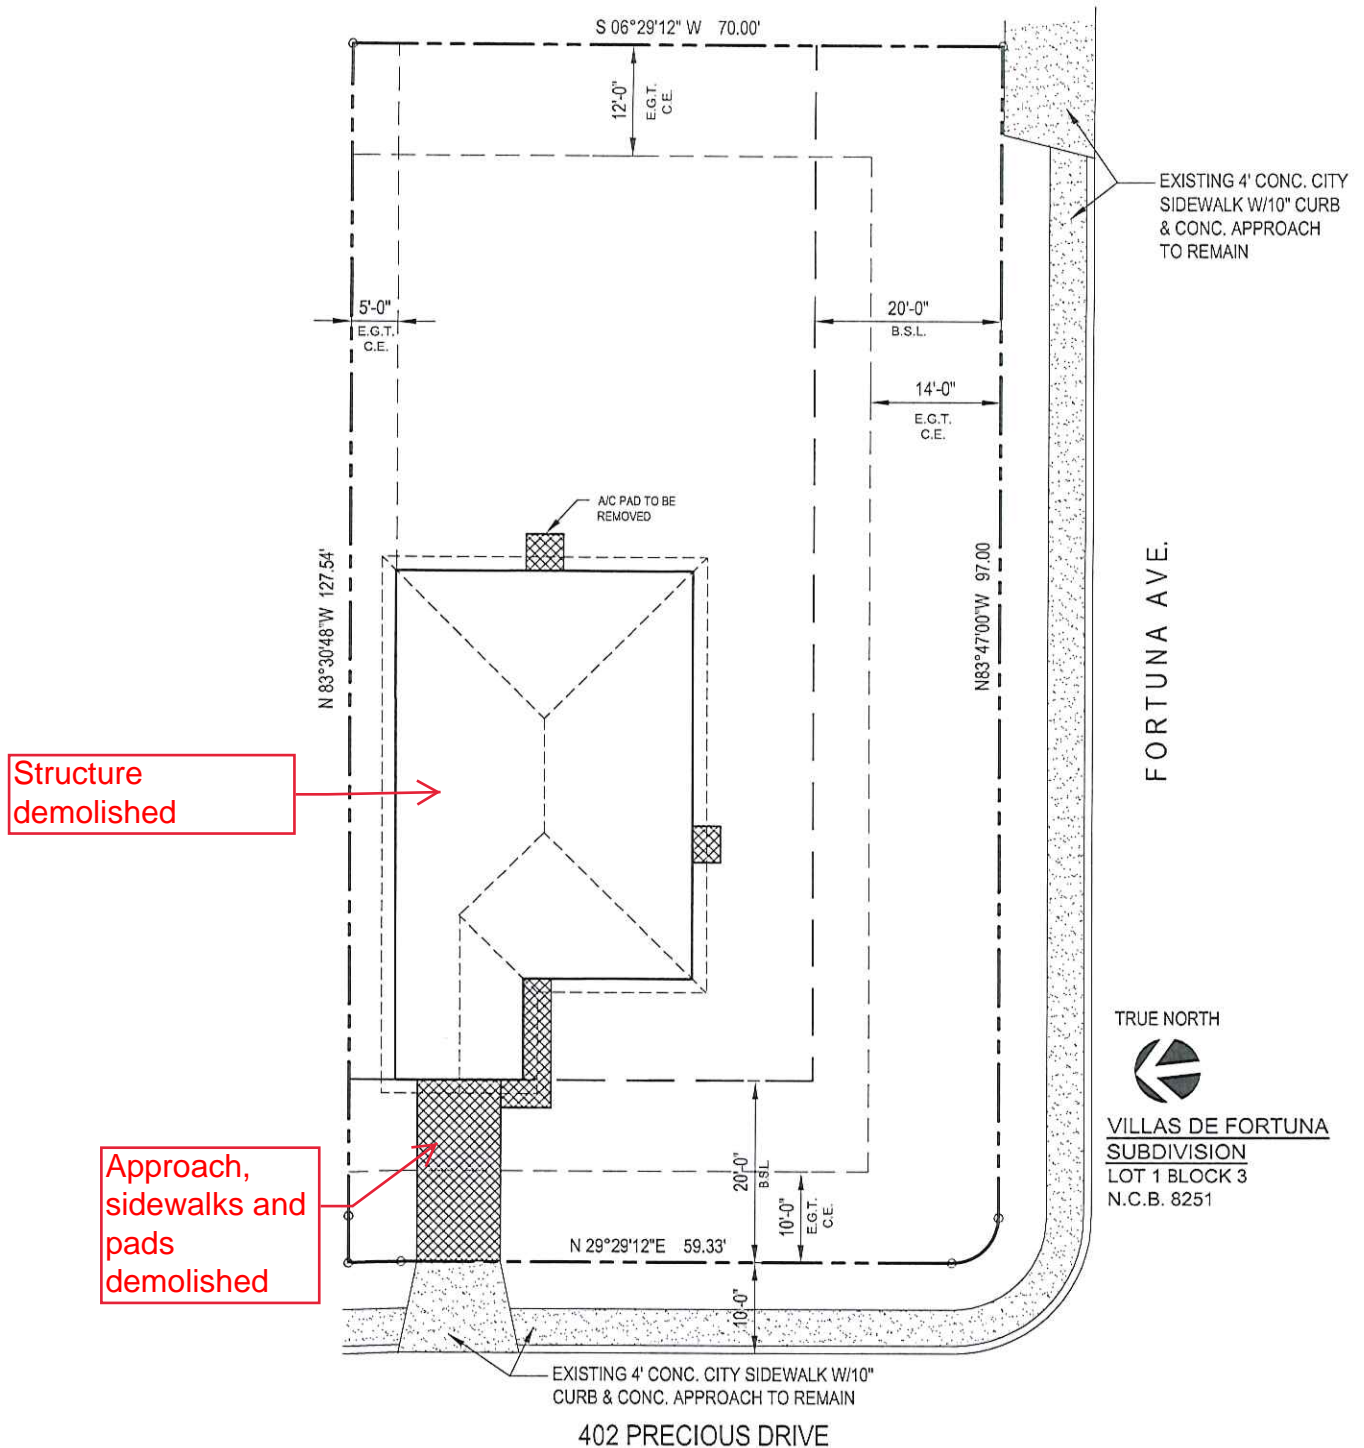 S 06°29'12" W 70.00'
12'-0"
E.G.T.
C.E.
EXISTING 4' CONC. CITY
SIDEWALK W/10" CURB
& CONC. APPROACH
TO REMAIN
5'-0"
E.G.T.
C.E.
20'-0"
B.S.L.
14'-0"
E.G.T.
C.E.
A/C PAD TO BE
REMOVED
N 83°30'48"W 127.54'
N83°47'00"W 97.00
FORTUNA AVE.
Structure
demolished
TRUE NORTH
VILLAS DE FORTUNA
SUBDIVISION
LOT 1 BLOCK 3
N.C.B. 8251
Approach,
sidewalks and
pads
demolished
20'-0"
B.S.L.
10'-0"
E.G.T.
C.E.
N 29°29'12"E 59.33'
10'-0"
EXISTING 4' CONC. CITY SIDEWALK W/10"
CURB & CONC. APPROACH TO REMAIN
402 PRECIOUS DRIVE